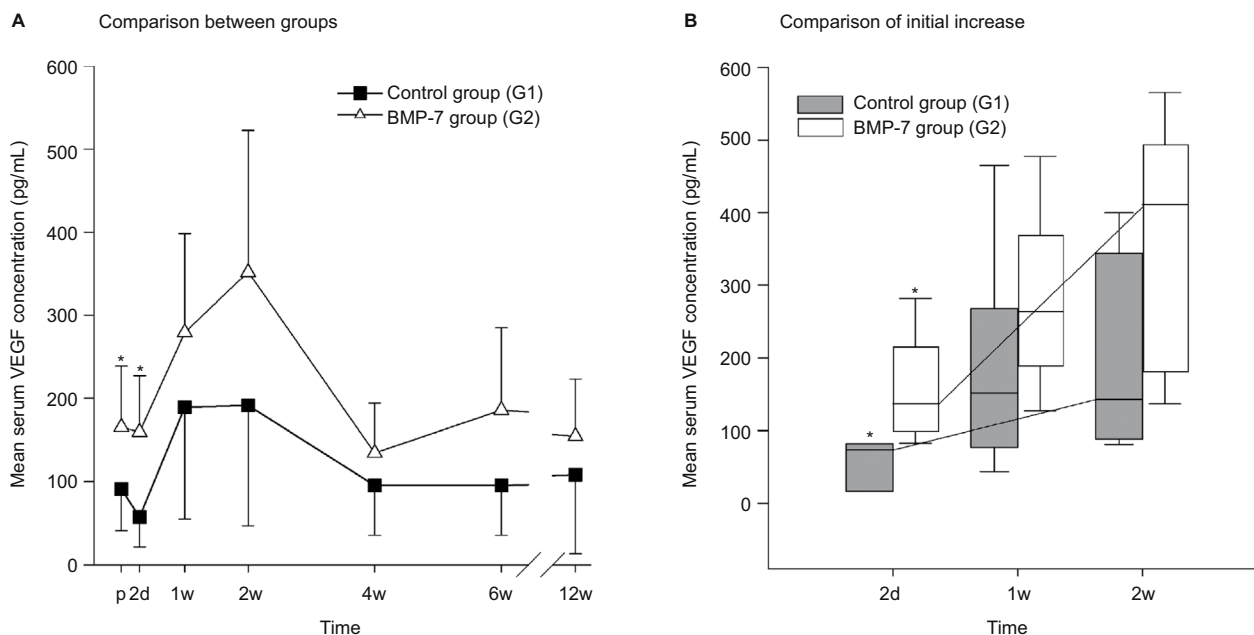 A Comparison between groups
Mean serum VEGF concentration (pg/mL)
600
500
400
300
200
100
0
Control group (G1)
BMP-7 group (G2)
* *
p 2d 1w 2w 4w 6w 12w
Time
B Comparison of initial increase
Mean serum VEGF concentration (pg/mL)
600
500
400
300
200
100
0
Control group (G1)
BMP-7 group (G2)
*
*
2d 1w 2w
Time